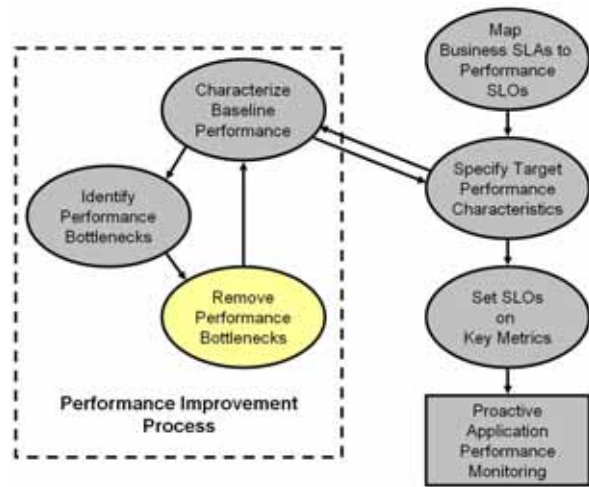 Map
Business SLAs to
Performance
SLOs
Characterize
Baseline
Performance
Specify Target
Performance
Characteristics
Identify
Performance
Bottlenecks
Remove
Performance
Bottlenecks
Set SLOs
on
Key Metrics
Performance Improvement
Process
Proactive
Application
Performance
Monitoring